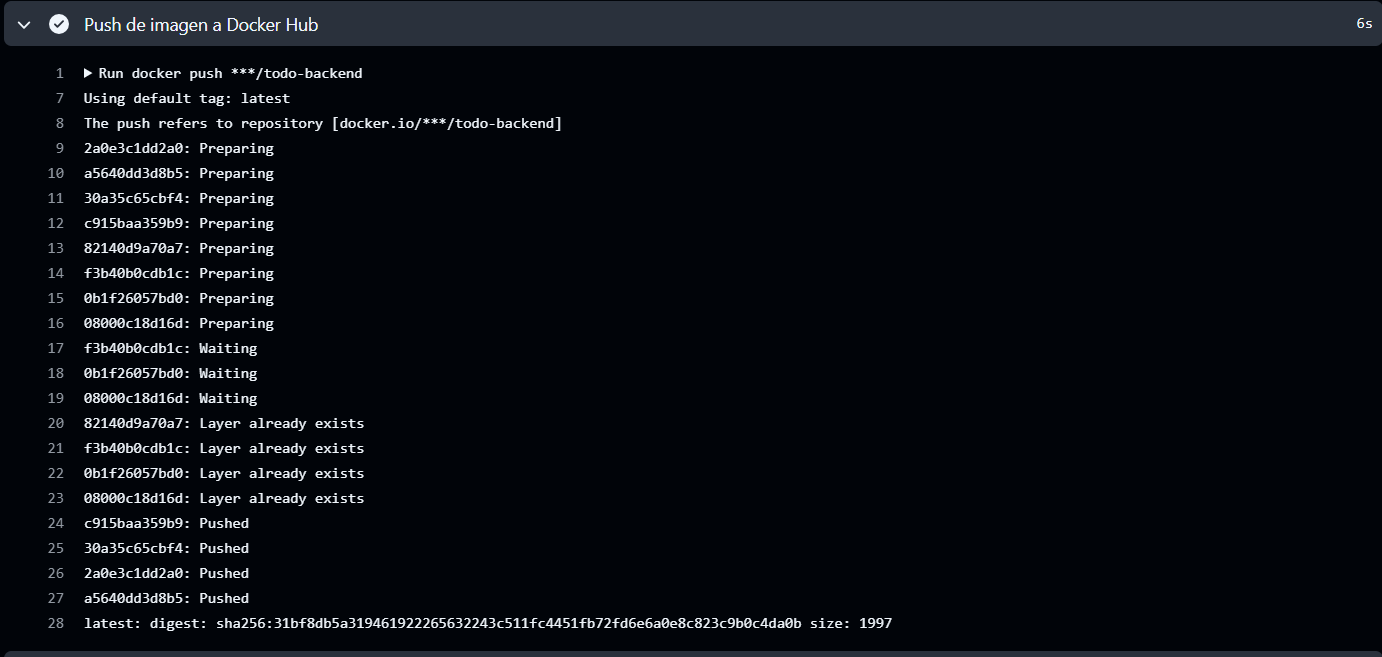 Push de imagen a Docker Hub 6s
1 ▶ Run docker push ***/todo-backend
7 Using default tag: latest
8 The push refers to repository [docker.io/***/todo-backend]
9 2a0e3c1dd2a0: Preparing
10 a5640dd3d8b5: Preparing
11 30a35c65cbf4: Preparing
12 c915baa359b9: Preparing
13 82140d9a70a7: Preparing
14 f3b40b0cdb1c: Preparing
15 0b1f26057bd0: Preparing
16 08000c18d16d: Preparing
17 f3b40b0cdb1c: Waiting
18 0b1f26057bd0: Waiting
19 08000c18d16d: Waiting
20 82140d9a70a7: Layer already exists
21 f3b40b0cdb1c: Layer already exists
22 0b1f26057bd0: Layer already exists
23 08000c18d16d: Layer already exists
24 c915baa359b9: Pushed
25 30a35c65cbf4: Pushed
26 2a0e3c1dd2a0: Pushed
27 a5640dd3d8b5: Pushed
28 latest: digest: sha256:31bf8db5a319461922265632243c511fc4451fb72fd6e6a0e8c823c9b0c4da0b size: 1997